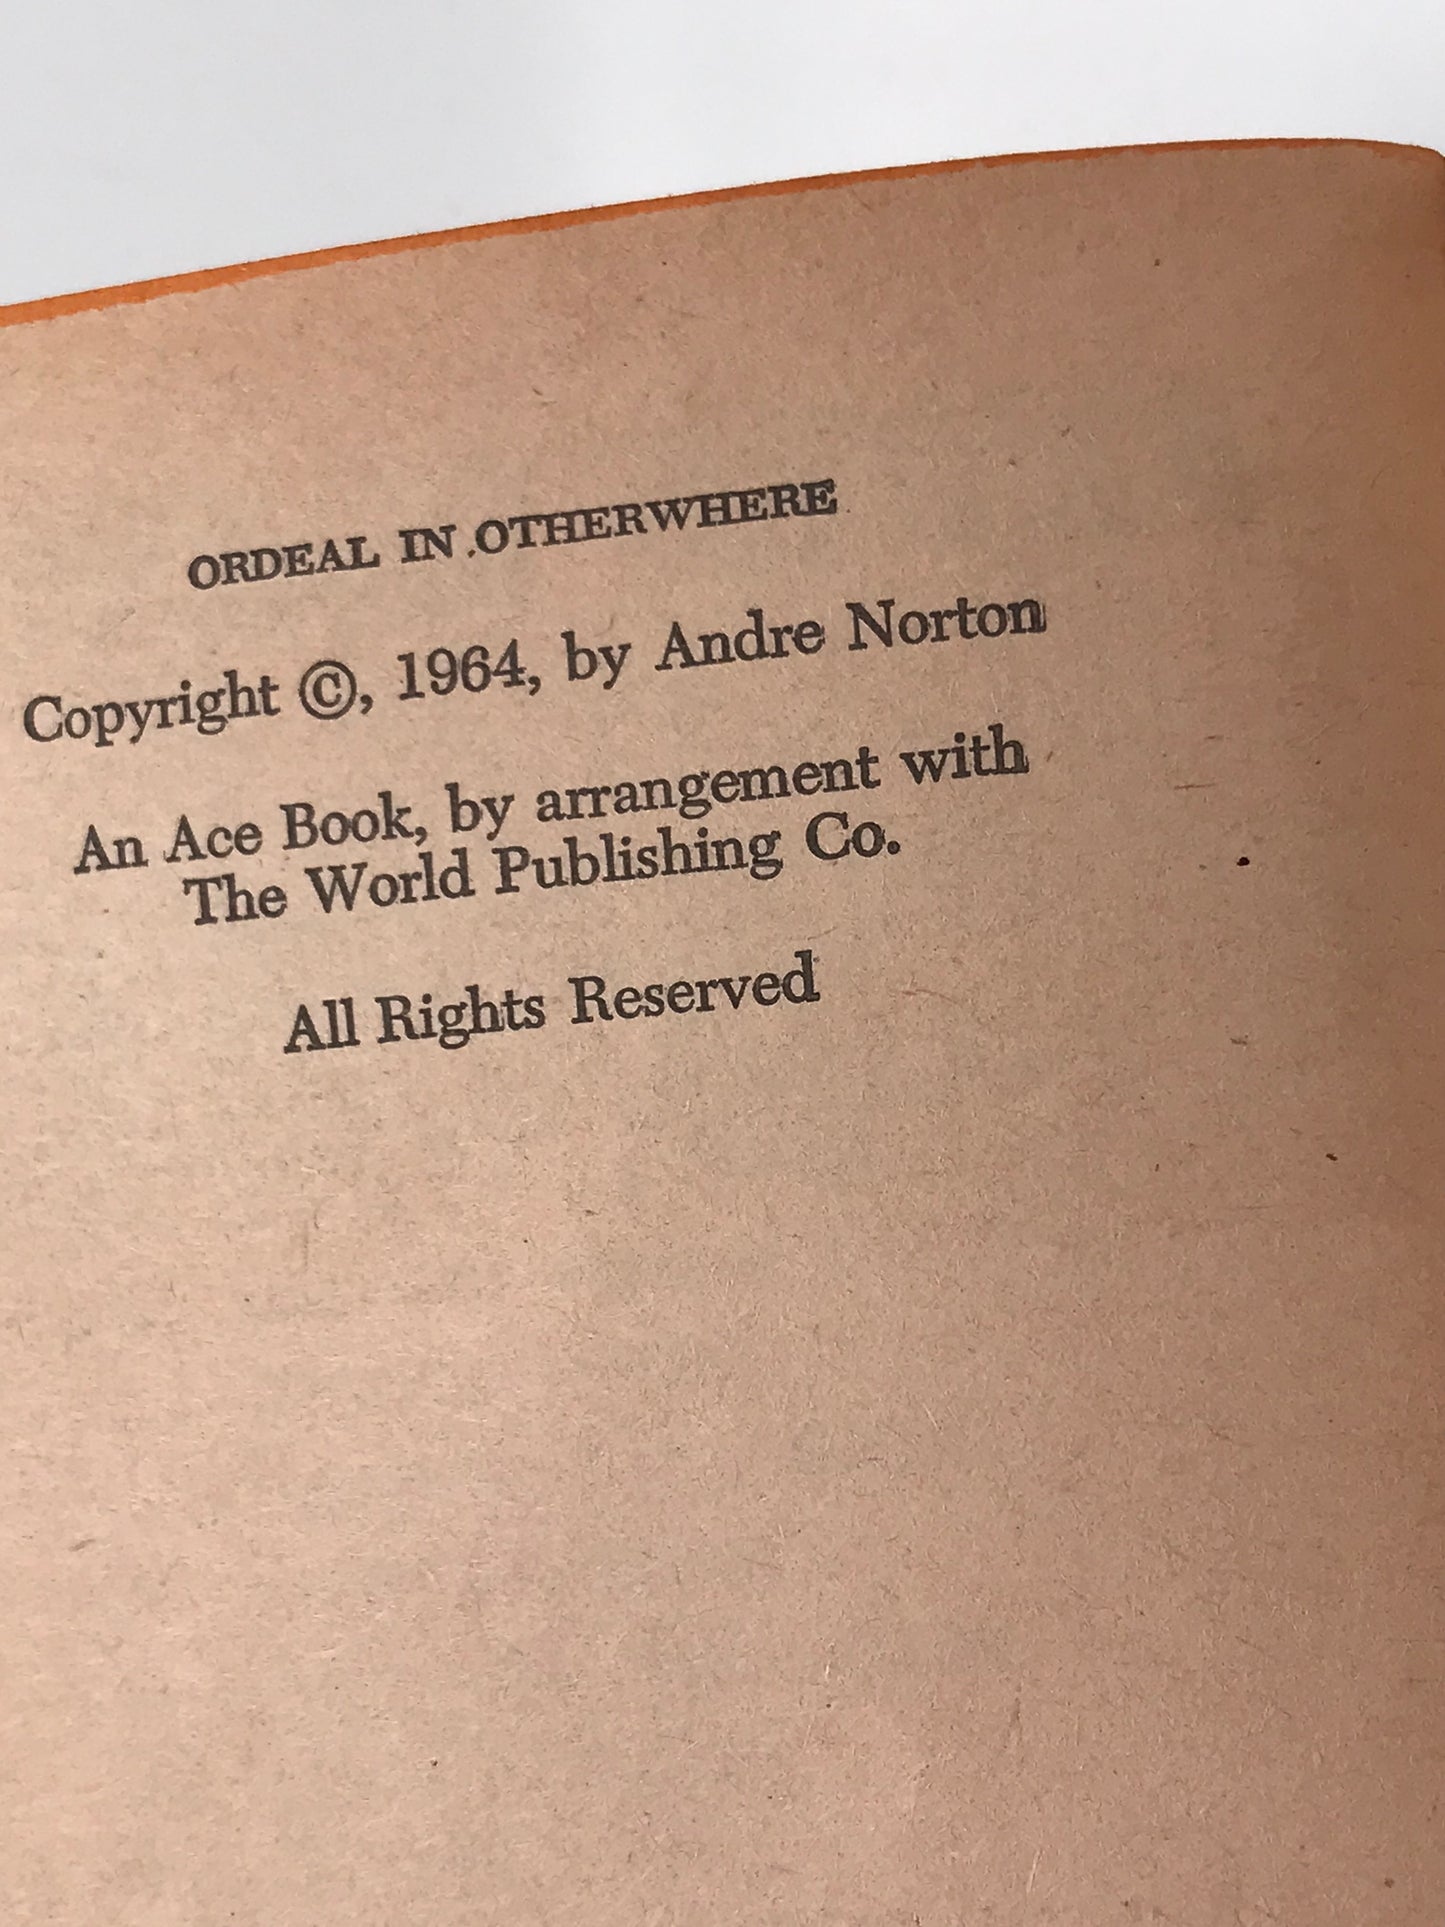 ORDEAL IN OTHERWHERE
Copyright ©, 1964, by Andre Norton
An Ace Book, by arrangement with
The World Publishing Co.
All Rights Reserved